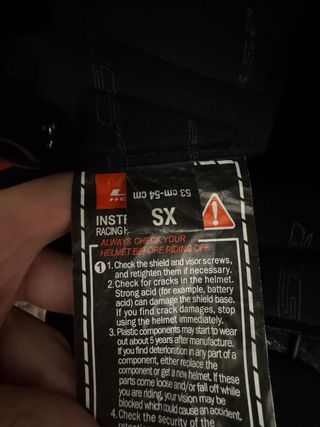 53 cm-54 cm
XS
RACING
ALWAYS CHECK YOUR
HELMET BEFORE RIDING OFF
1 1. Check the shield and visor screws,
and retighten them if necessary.
2. Check for cracks in the helmet.
Strong acid (for example, battery
acid) can damage the shield base.
If you find crack damages, stop
using the helmet immediately.
3. Plastic components may start to wear
out about 5 years after manufacture.
If you find deterioration in any part of a
component, either replace the
component or get a new helmet. If these
parts come loose and/or fall off while
you are riding, your vision may be
blocked which could cause an accident.
4. Check the security of the